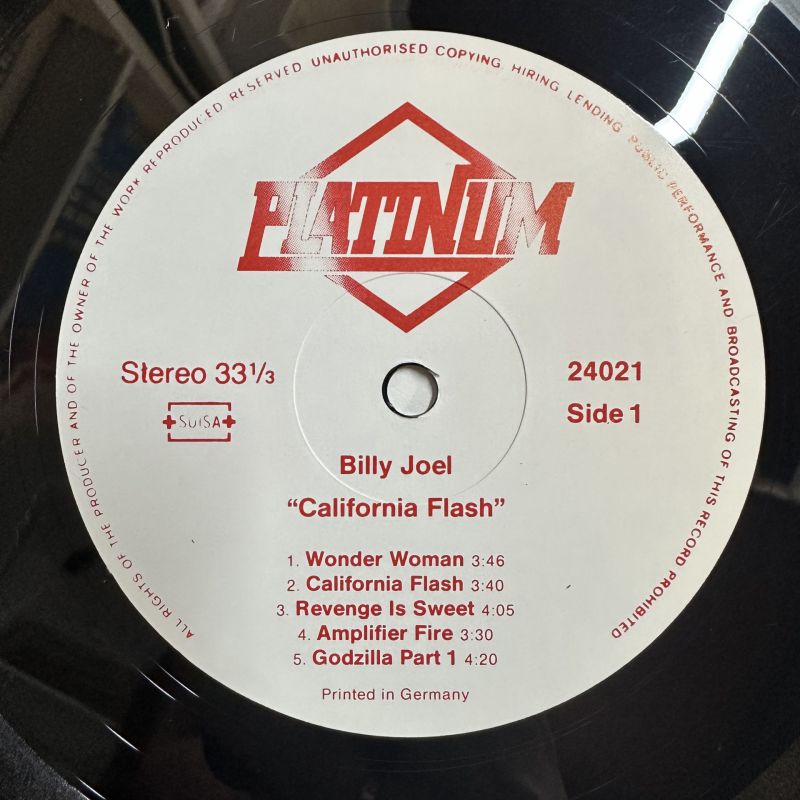 ALL RIGHTS OF THE PRODUCER AND OF THE OWNER OF THE WORK REPRODUCED RESERVED UNAUTHORISED COPYING HIRING LENDING PUBLIC PERFORMANCE AND BROADCASTING OF THIS RECORD PROHIBITED
PLATINUM
Stereo 33 1/3
SUISA
24021
Side 1
Billy Joel
“California Flash”
1. Wonder Woman 3:46
2. California Flash 3:40
3. Revenge Is Sweet 4:05
4. Amplifier Fire 3:30
5. Godzilla Part 1 4:20
Printed in Germany